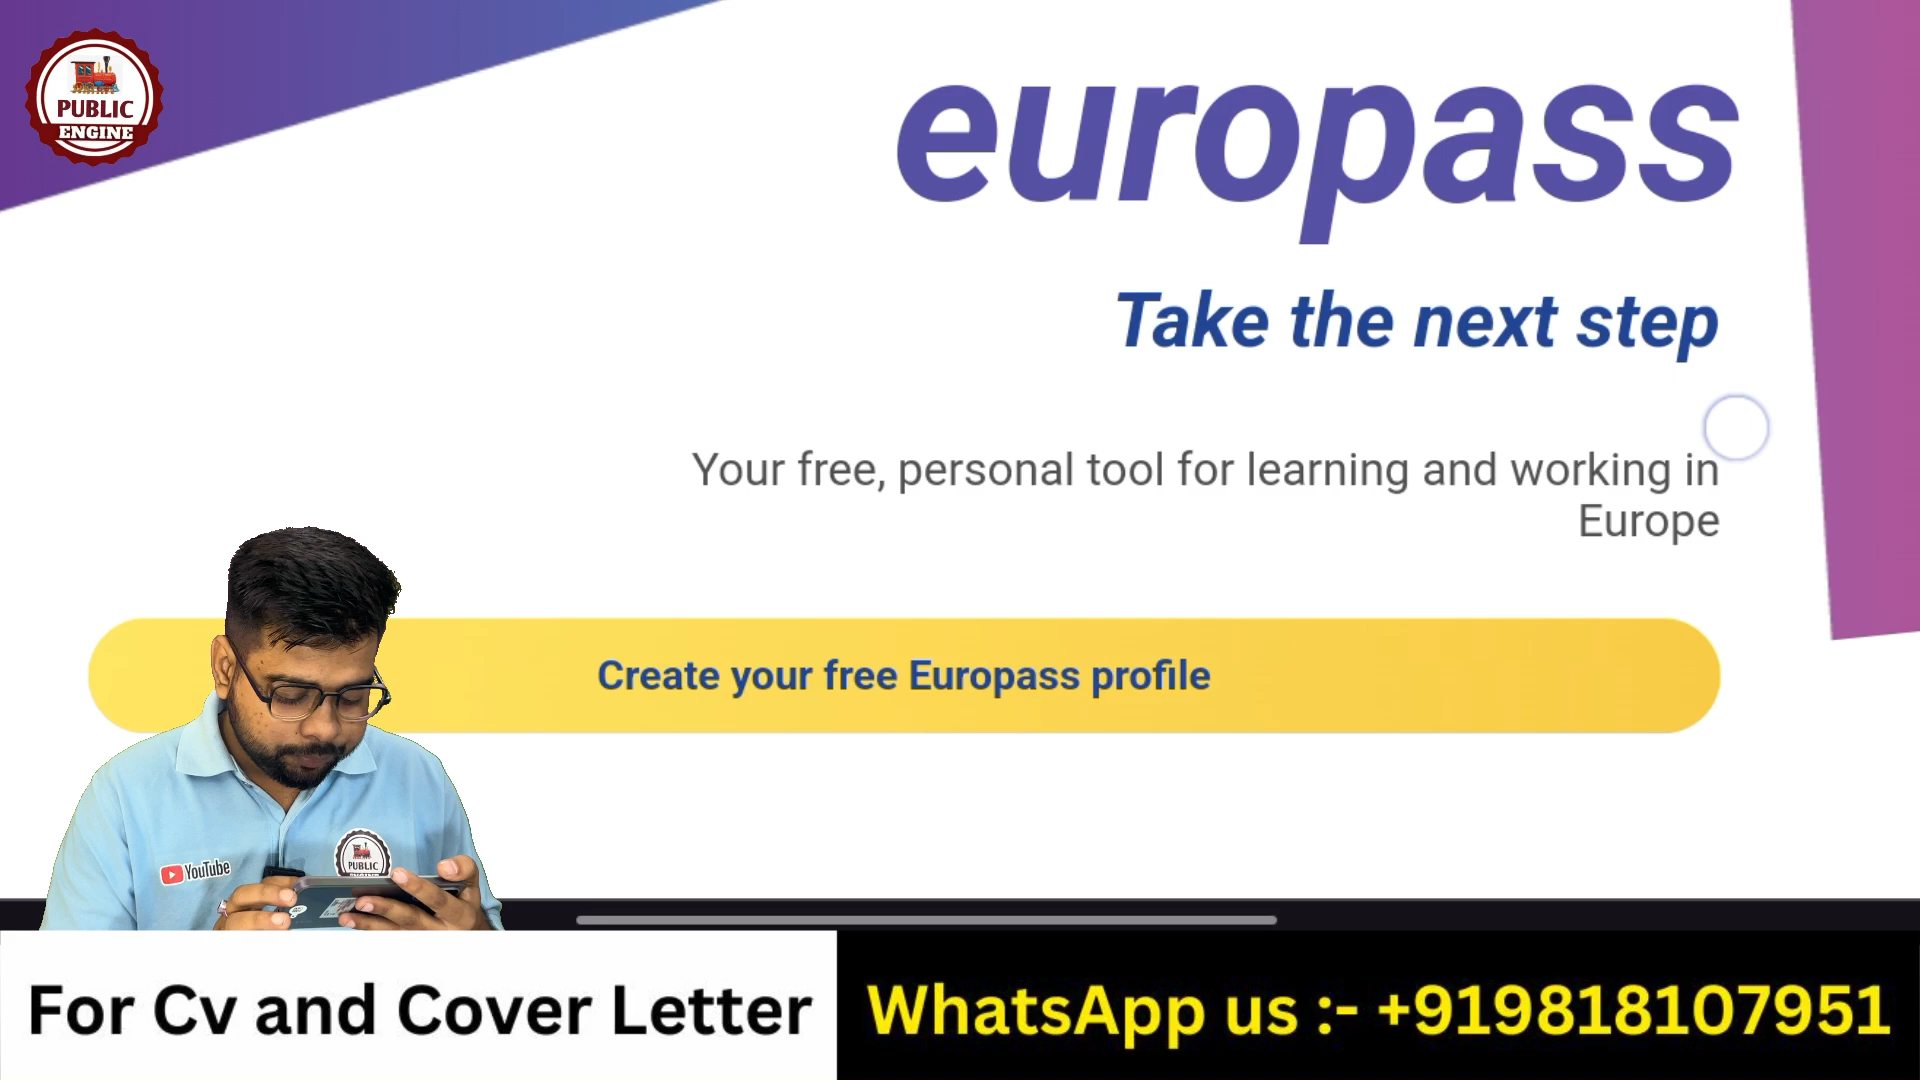 PUBLIC
ENGINE
europass
Take the next step
Your free, personal tool for learning and working in
Europe
Create your free Europass profile
YouTube
PUBLIC
For Cv and Cover Letter
WhatsApp us :- +919818107951